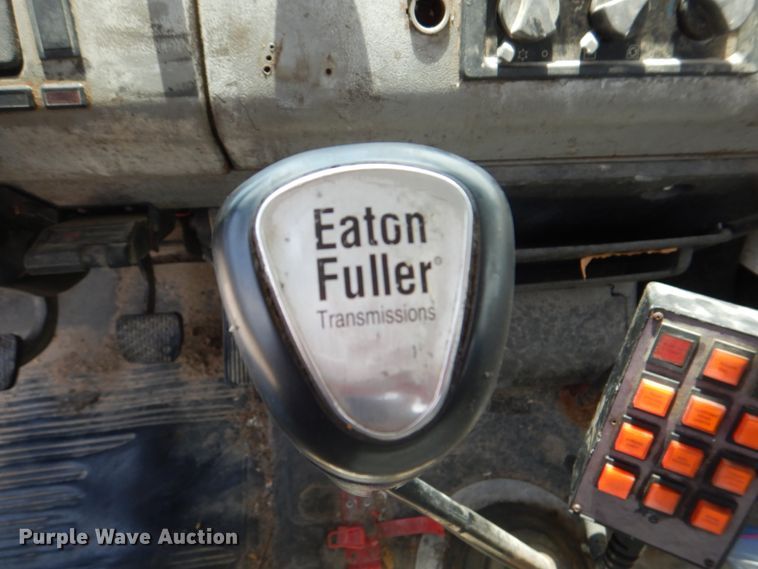 Eaton
Fuller®
Transmissions
Purple Wave Auction